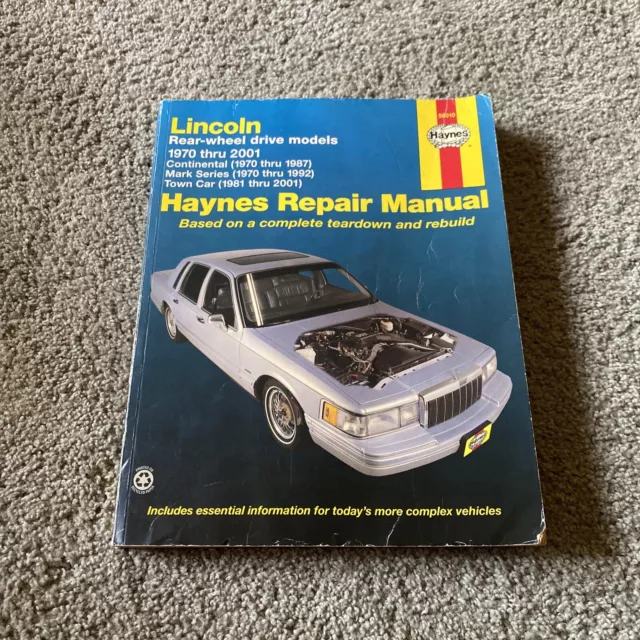 Lincoln
Rear-wheel drive models
1970 thru 2001
Continental (1970 thru 1987)
Mark Series (1970 thru 1992)
Town Car (1981 thru 2001)
59010
Haynes
Haynes Repair Manual
Based on a complete teardown and rebuild
Includes essential information for today's more complex vehicles